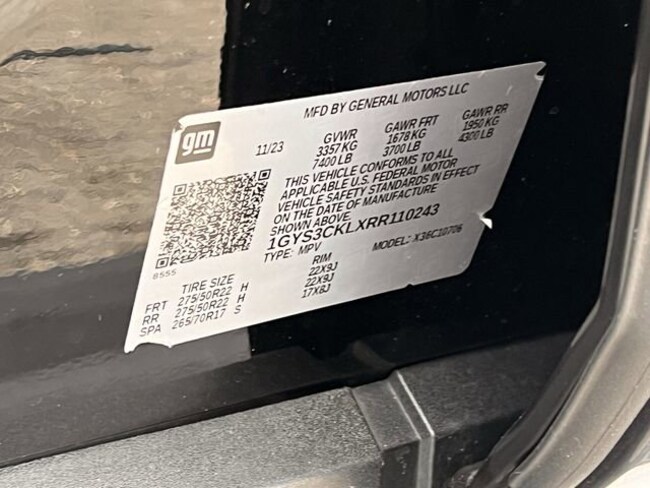 MFD BY GENERAL MOTORS LLC
gm
11/23
GVWR
3357 KG
7400 LB
GAWR FRT
1678 KG
3700 LB
GAWR RR
1950 KG
4300 LB
THIS VEHICLE CONFORMS TO ALL
APPLICABLE U.S. FEDERAL MOTOR
VEHICLE SAFETY STANDARDS IN EFFECT
ON THE DATE OF MANUFACTURE
SHOWN ABOVE.
1GYS3CKLXRR110243
TYPE: MPV MODEL: X36C10706
8555
TIRE SIZE RIM
FRT 275/50R22 H 22X9J
RR 275/50R22 H 22X9J
SPA 265/70R17 S 17X8J